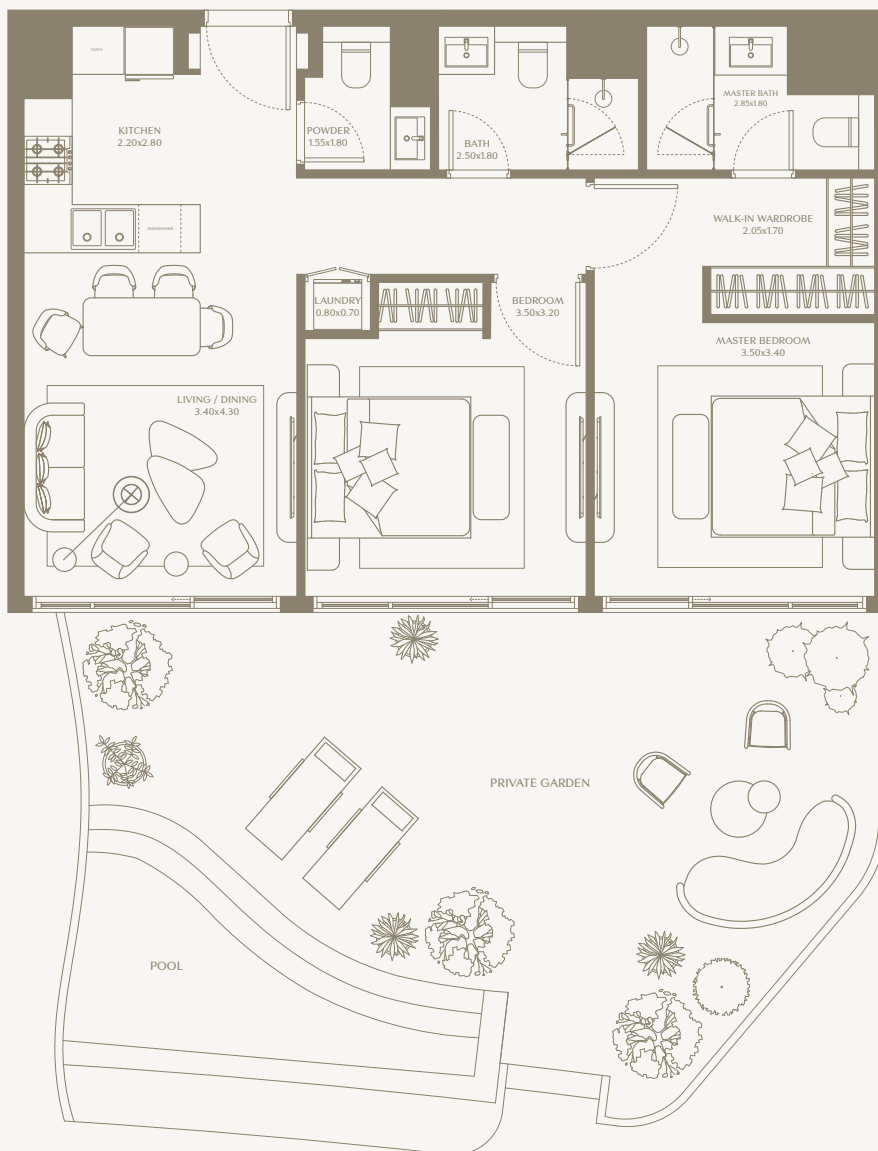 KITCHEN
2.20x2.80
POWDER
1.55x1.80
BATH
2.50x1.80
MASTER BATH
2.85x1.80
WALK-IN WARDROBE
2.05x1.70
LAUNDRY
0.80x0.70
BEDROOM
3.50x3.20
MASTER BEDROOM
3.50x3.40
LIVING / DINING
3.40x4.30
PRIVATE GARDEN
POOL